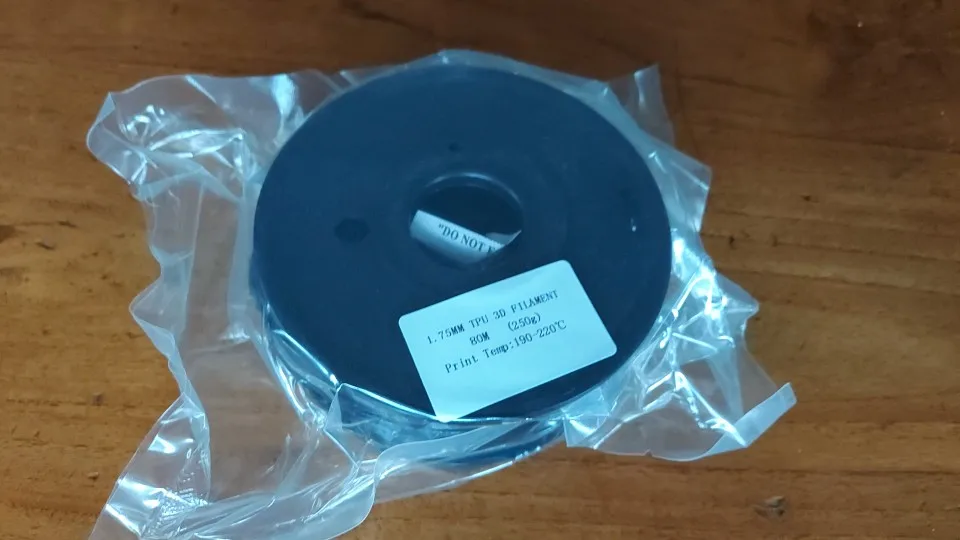 "DO NOT
1.75MM TPU 3D FILAMENT
80M (250g)
Print Temp:190-220℃